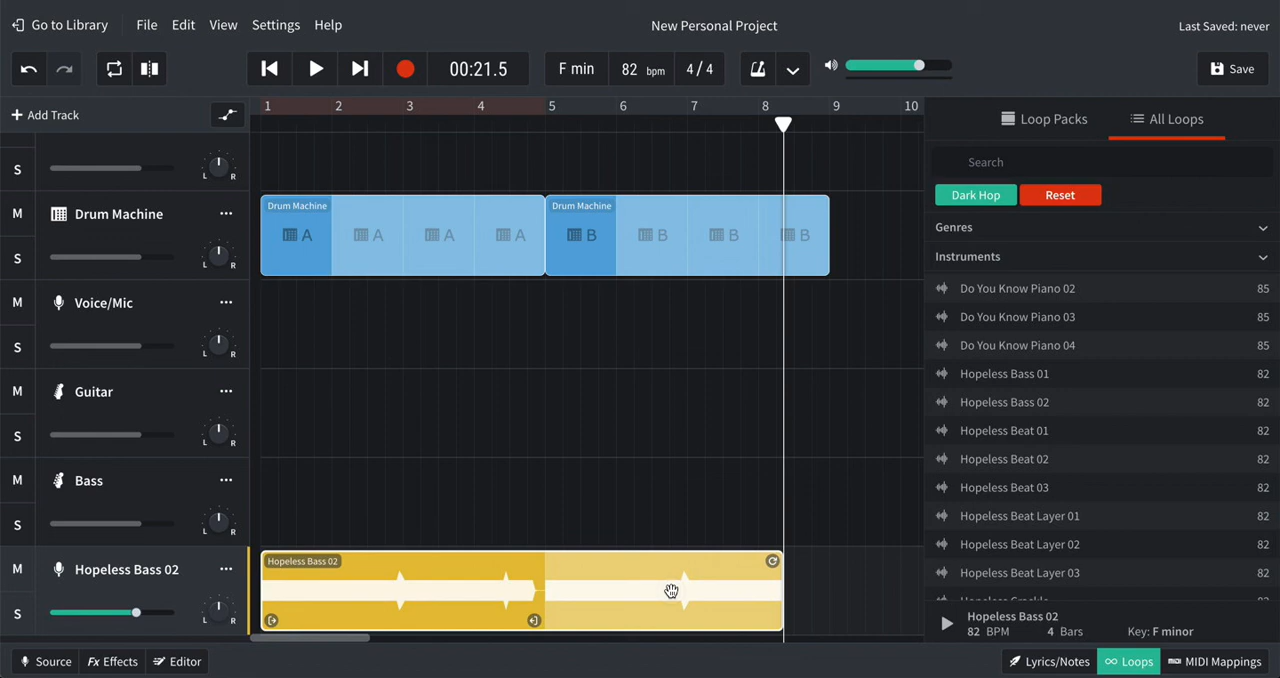 Go to Library File Edit View Settings Help New Personal Project Last Saved: never
00:21.5 F min 82 bpm 4 / 4 Save
+ Add Track 1 2 3 4 5 6 7 8 9 10 Loop Packs All Loops
S L R
Search
Dark Hop Reset
M Drum Machine ... Drum Machine A A A A Drum Machine B B B B
S L R
Genres
Instruments
M Voice/Mic ...
S L R
M Guitar ...
S L R
M Bass ...
S L R
M Hopeless Bass 02 ... Hopeless Bass 02
S L R
Do You Know Piano 02 85
Do You Know Piano 03 85
Do You Know Piano 04 85
Hopeless Bass 01 82
Hopeless Bass 02 82
Hopeless Beat 01 82
Hopeless Beat 02 82
Hopeless Beat 03 82
Hopeless Beat Layer 01 82
Hopeless Beat Layer 02 82
Hopeless Beat Layer 03 82
Hopeless Bass 02
82 BPM 4 Bars Key: F minor
Source Fx Effects Editor Lyrics/Notes Loops MIDI Mappings